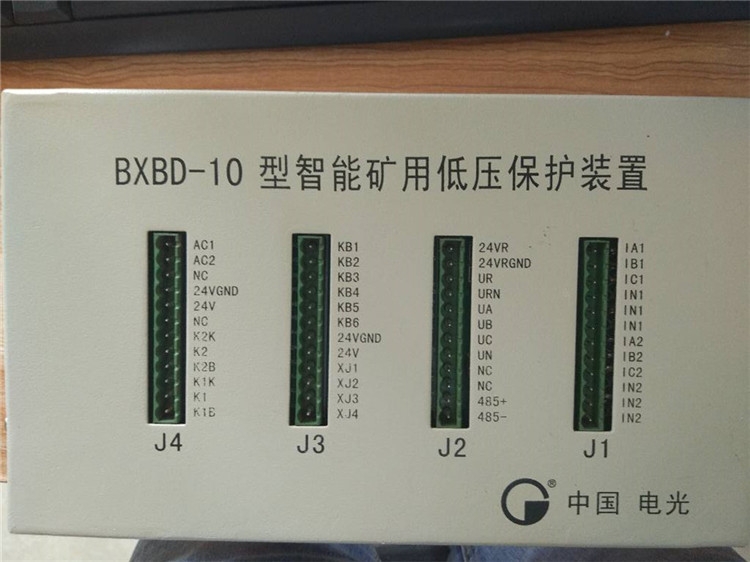 BXBD-10 型智能矿用低压保护装置
AC1
AC2
NC
24VGND
24V
NC
K2K
K2
K2B
K1K
K1
K1B
J4
KB1
KB2
KB3
KB4
KB5
KB6
24VGND
24V
XJ1
XJ2
XJ3
XJ4
J3
24VR
24VRGND
UR
URN
UA
UB
UC
UN
NC
NC
485+
485-
J2
IA1
IB1
IC1
IN1
IN1
IN1
IA2
IB2
IC2
IN2
IN2
IN2
J1
® 中国 电光